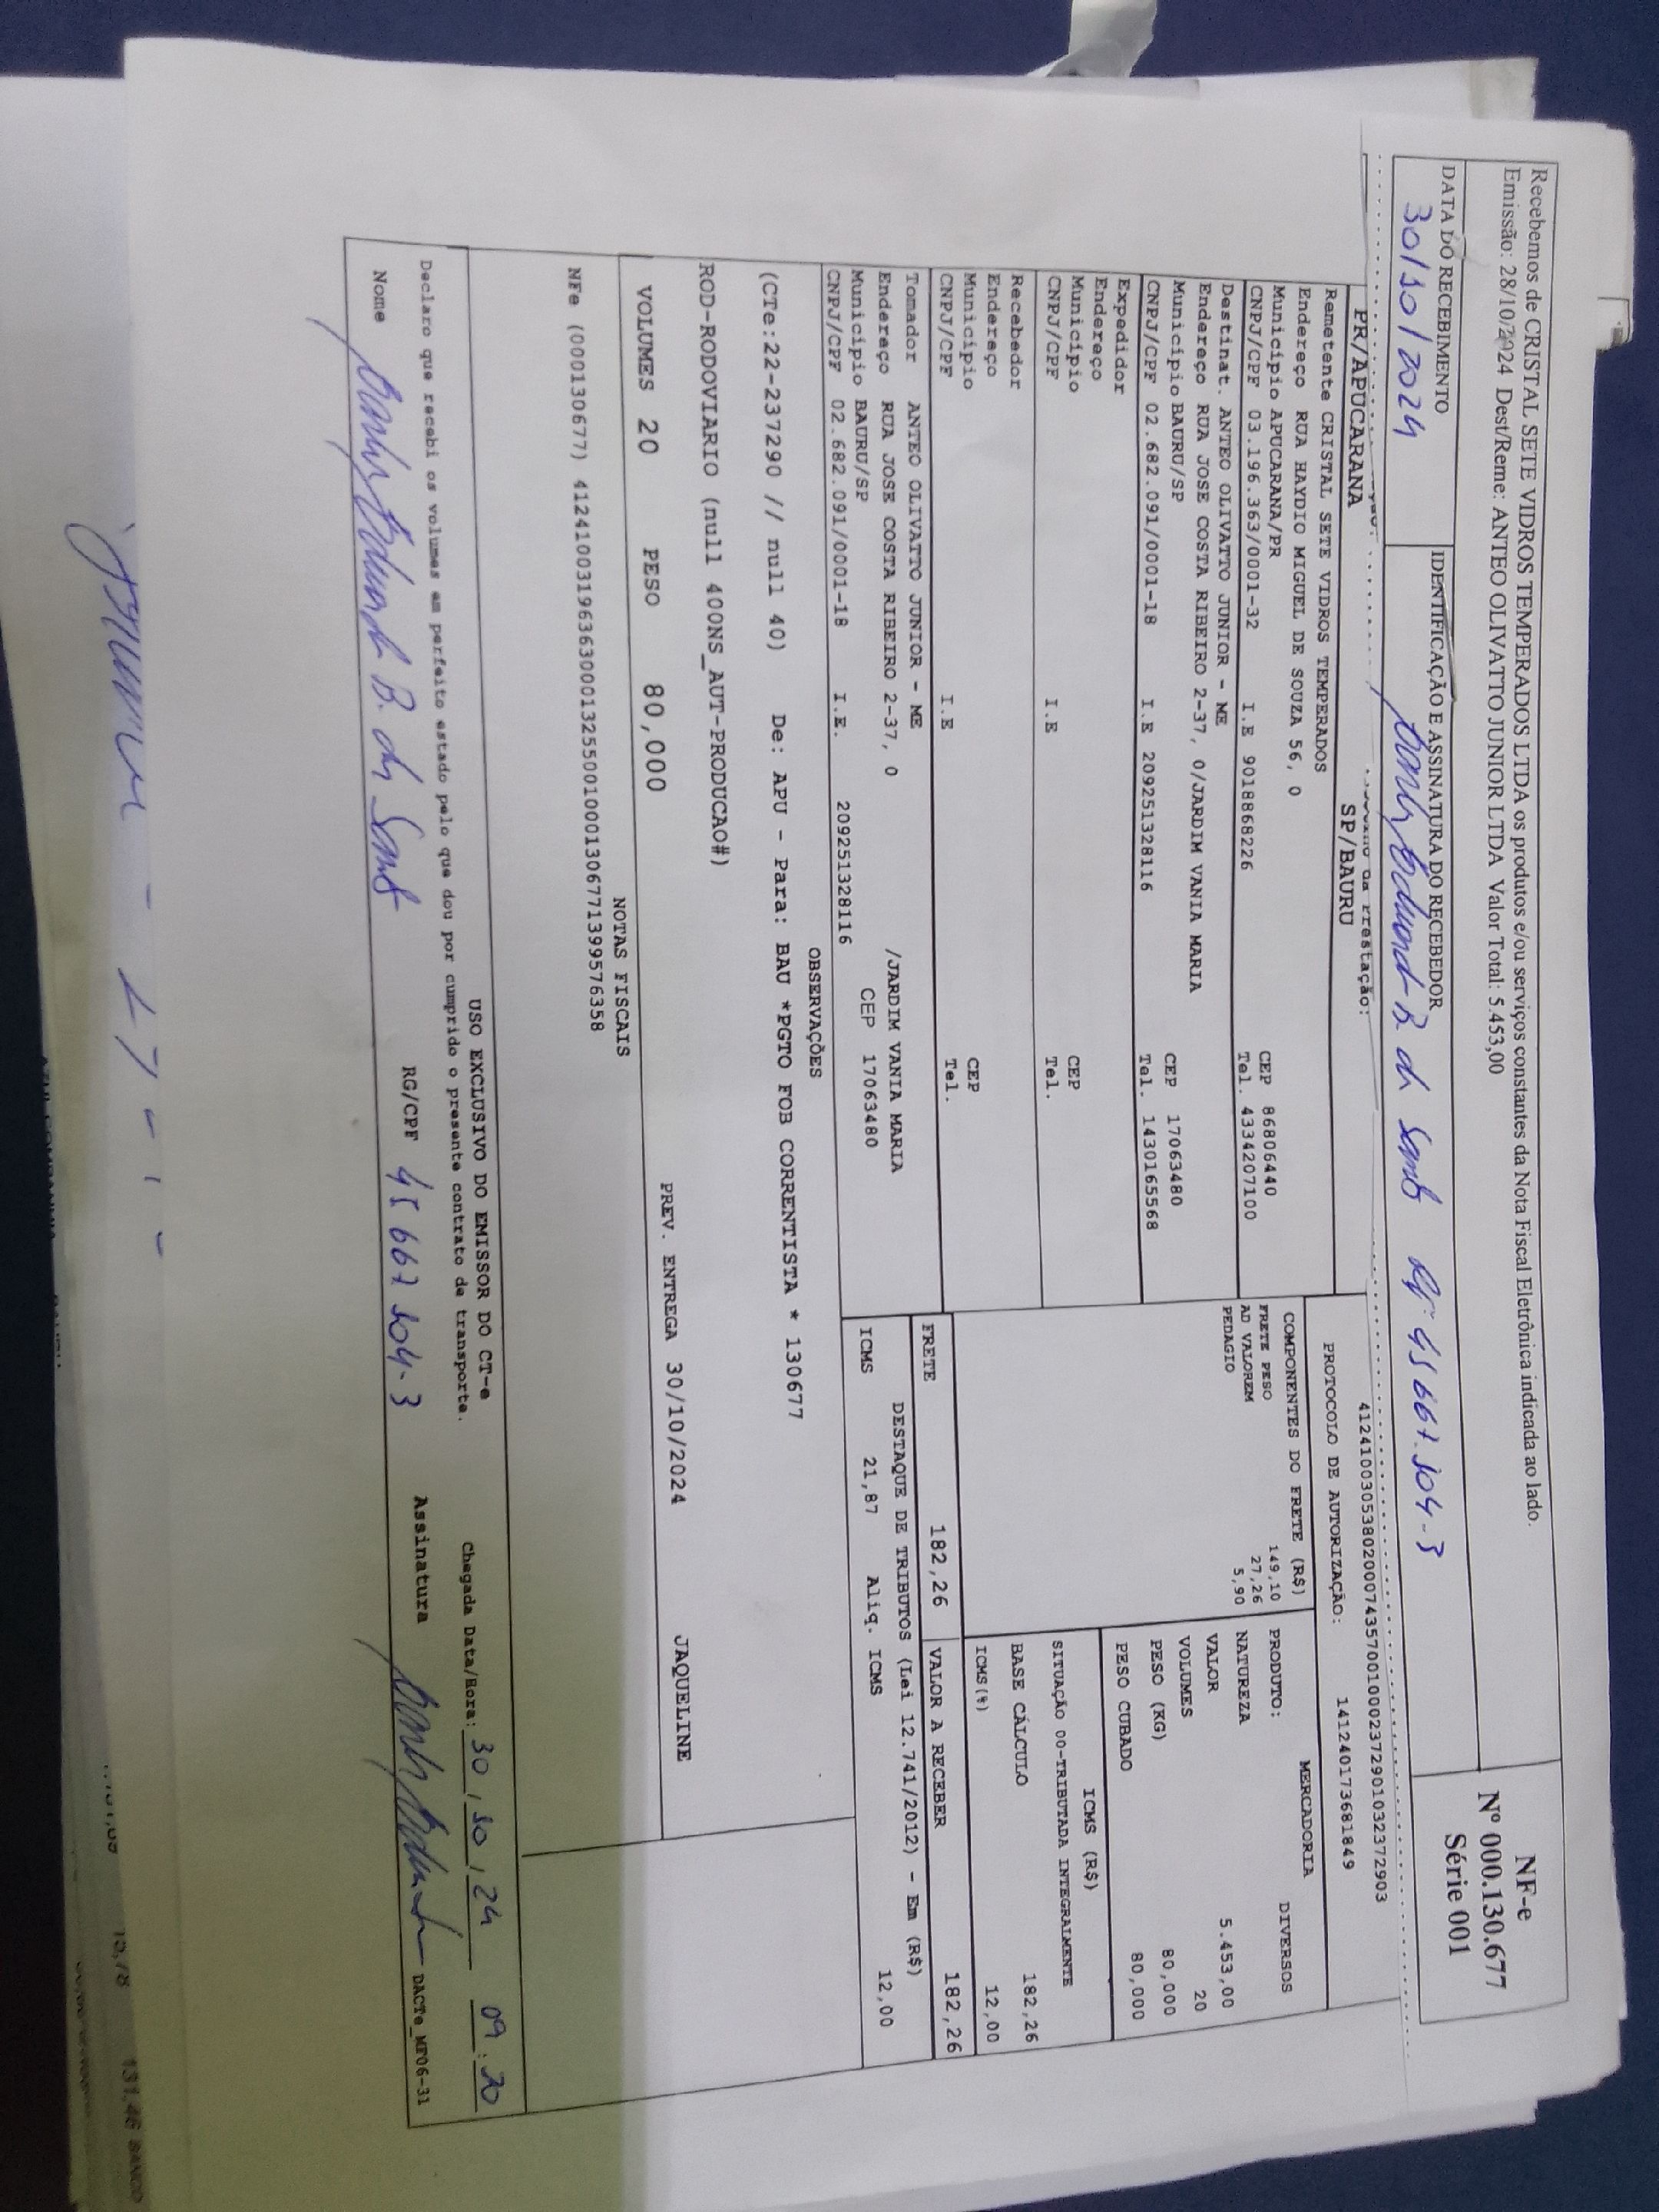 Recebemos de CRISTAL SETE VIDROS TEMPERADOS LTDA os produtos e/ou serviços constantes da Nota Fiscal Eletrônica indicada ao lado.
Emissão: 28/10/2024 Dest/Reme: ANTEO OLIVATTO JUNIOR LTDA Valor Total: 5.453,00
NF-e
Nº 000.130.677
Série 001
DATA DO RECEBIMENTO
30/10/2024
IDENTIFICAÇÃO E ASSINATURA DO RECEBEDOR
PR/APUCARANA
Prestação:
SP/BAURU
41241003053802000743570010002372901032372903
PROTOCOLO DE AUTORIZAÇÃO: 141240173681849
Remetente CRISTAL SETE VIDROS TEMPERADOS
Endereço RUA HAYDIO MIGUEL DE SOUZA 56, 0
Município APUCARANA/PR CEP 86806440
CNPJ/CPF 03.196.363/0001-32 I.E 9018868226 Tel. 4334207100
Destinat. ANTEO OLIVATTO JUNIOR - ME
Endereço RUA JOSE COSTA RIBEIRO 2-37, 0/JARDIM VANIA MARIA
Município BAURU/SP CEP 17063480
CNPJ/CPF 02.682.091/0001-18 I.E 209251328116 Tel. 1430165568
Expedidor
Endereço
Município CEP
CNPJ/CPF I.E Tel.
Recebedor
Endereço
Município CEP
CNPJ/CPF I.E Tel.
Tomador ANTEO OLIVATTO JUNIOR - ME
Endereço RUA JOSE COSTA RIBEIRO 2-37, 0 /JARDIM VANIA MARIA
Município BAURU/SP CEP 17063480
CNPJ/CPF 02.682.091/0001-18 I.E. 209251328116
COMPONENTES DO FRETE (R$)
FRETE PESO 149,10
AD VALOREM 27,26
PEDAGIO 5,90
MERCADORIA
PRODUTO: DIVERSOS
NATUREZA
VALOR 5.453,00
VOLUMES 20
PESO (KG) 80,000
PESO CUBADO 80,000
ICMS (R$)
SITUAÇÃO 00-TRIBUTADA INTEGRALMENTE
BASE CÁLCULO 182,26
ICMS(%) 12,00
FRETE 182,26 VALOR A RECEBER 182,26
DESTAQUE DE TRIBUTOS (Lei 12.741/2012) - Em (R$)
ICMS 21,87 Aliq. ICMS 12,00
OBSERVAÇÕES
(CTe:22-237290 // null 40) De: APU - Para: BAU *PGTO FOB CORRENTISTA * 130677
ROD-RODOVIARIO (null 400NS_AUT-PRODUCAO#)
VOLUMES 20 PESO 80,000 PREV. ENTREGA 30/10/2024 JAQUELINE
NOTAS FISCAIS
NFe (000130677) 41241003196363000132550010001306771399576358
USO EXCLUSIVO DO EMISSOR DO CT-e
Declaro que recebi os volumes em perfeito estado pelo que dou por cumprido o presente contrato de transporte.
Chegada Data/Hora: 30/10/24 09:20
Nome
RG/CPF
Assinatura
DACTe_MF06-31
131,46